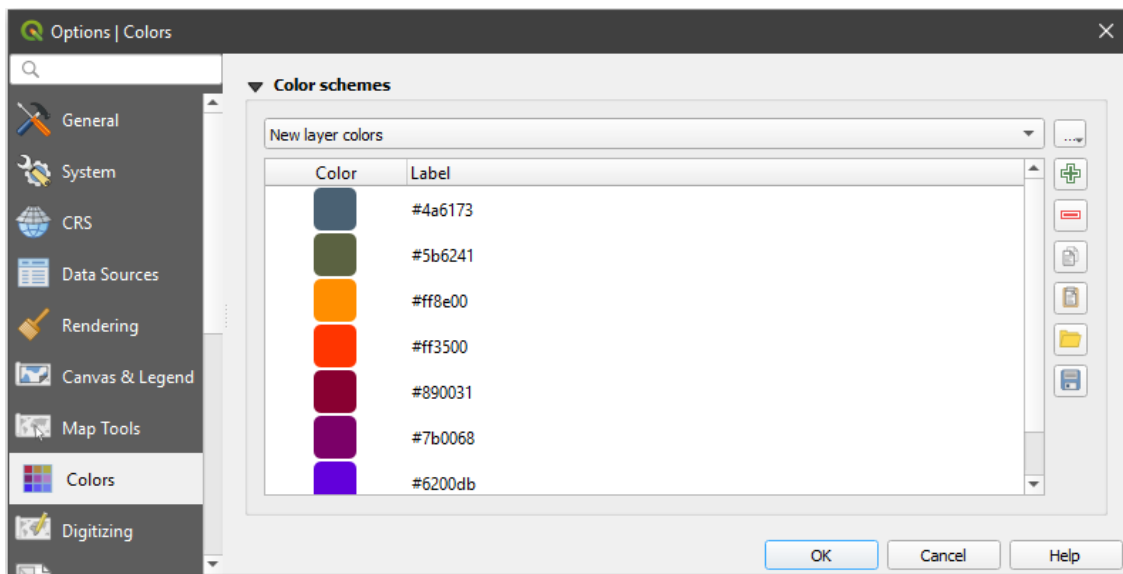 Options | Colors
General
System
CRS
Data Sources
Rendering
Canvas & Legend
Map Tools
Colors
Digitizing
Color schemes
New layer colors
...
Color Label
#4a6173
#5b6241
#ff8e00
#ff3500
#890031
#7b0068
#6200db
OK Cancel Help